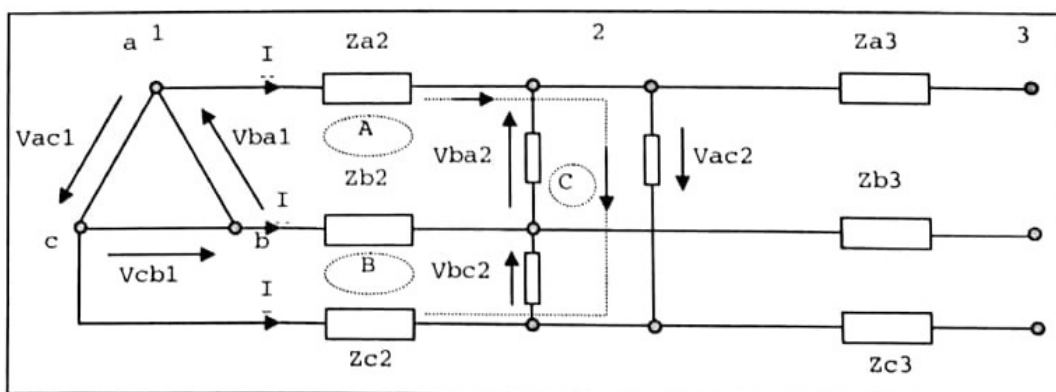 a 1 Za2 2 Za3 3
I
A
Vac1 Vba1 Vba2 C Vac2
Zb2 Zb3
I
c b
B
Vcb1 Vbc2
I
Zc2 Zc3